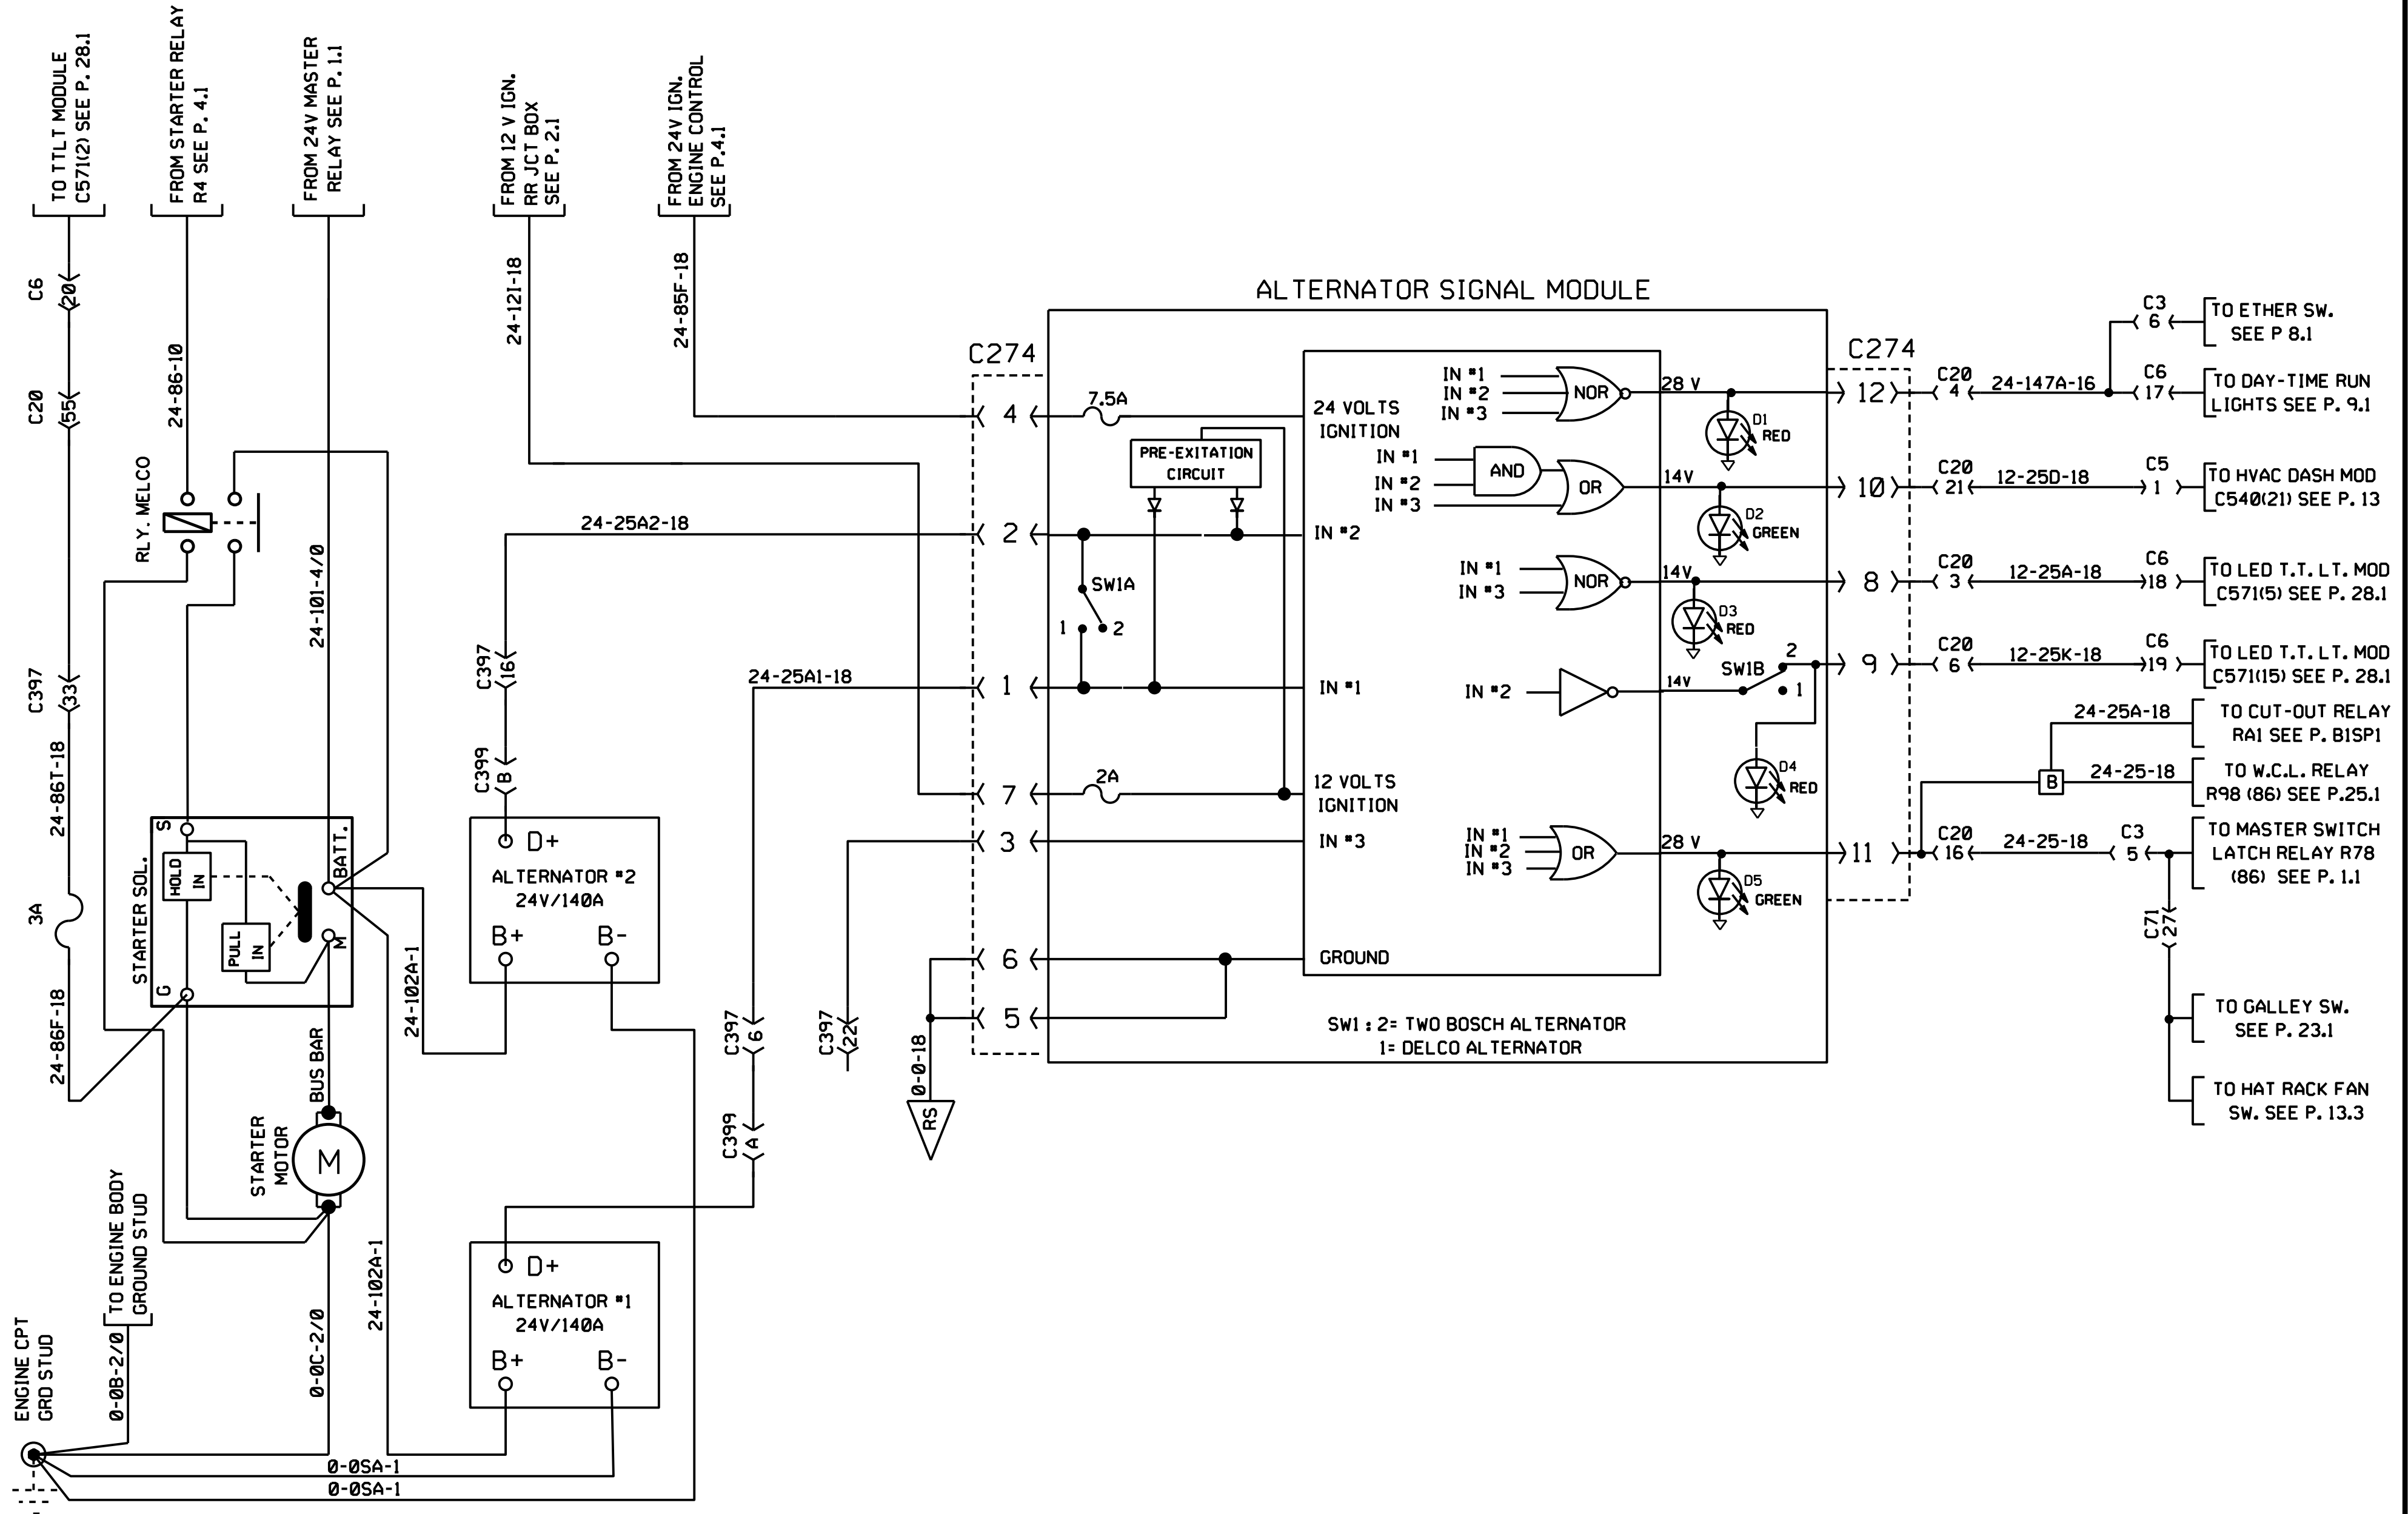 TO TTLT MODULE
C571(2) SEE P. 28.1
FROM STARTER RELAY
R4 SEE P. 4.1
FROM 24V MASTER
RELAY SEE P. 1.1
FROM 12 V IGN.
RR JCT BOX
SEE P. 2.1
FROM 24V IGN.
ENGINE CONTROL
SEE P.4.1
C6
20
C20
55
C397
33
24-86T-18
3A
24-86F-18
24-86-10
RLY. MELCO
24-101-4/0
24-12I-18
24-85F-18
STARTER SOL.
S
HOLD
IN
PULL
IN
BATT.
M
G
BUS BAR
STARTER
MOTOR
M
24-102A-1
24-102A-1
TO ENGINE BODY
GROUND STUD
ENGINE CPT
GRD STUD
0-0B-2/0
0-0C-2/0
0-0SA-1
0-0SA-1
24-25A2-18
C397
16
C399
B
D+
ALTERNATOR #2
24V/140A
B+
B-
24-25A1-18
C397
6
C399
A
D+
ALTERNATOR #1
24V/140A
B+
B-
C397
22
0-0-18
RS
ALTERNATOR SIGNAL MODULE
C274
4
2
1
7
3
6
5
7.5A
PRE-EXITATION
CIRCUIT
SW1A
1
2
2A
24 VOLTS
IGNITION
IN #2
IN #1
12 VOLTS
IGNITION
IN #3
GROUND
IN #1
IN #2
IN #3
NOR
28 V
D1
RED
IN #1
IN #2
IN #3
AND
OR
14V
D2
GREEN
IN #1
IN #3
NOR
14V
D3
RED
IN #2
14V
SW1B
2
1
D4
RED
IN #1
IN #2
IN #3
OR
28 V
D5
GREEN
SW1 : 2= TWO BOSCH ALTERNATOR
1= DELCO ALTERNATOR
C274
12
C20
4
24-147A-16
C3
6
TO ETHER SW.
SEE P 8.1
C6
17
TO DAY-TIME RUN
LIGHTS SEE P. 9.1
10
C20
21
12-25D-18
C5
1
TO HVAC DASH MOD
C540(21) SEE P. 13
8
C20
3
12-25A-18
C6
18
TO LED T.T. LT. MOD
C571(5) SEE P. 28.1
9
C20
6
12-25K-18
C6
19
TO LED T.T. LT. MOD
C571(15) SEE P. 28.1
24-25A-18
TO CUT-OUT RELAY
RA1 SEE P. B1SP1
B
24-25-18
TO W.C.L. RELAY
R98 (86) SEE P.25.1
11
C20
16
24-25-18
C3
5
TO MASTER SWITCH
LATCH RELAY R78
(86) SEE P. 1.1
C71
27
TO GALLEY SW.
SEE P. 23.1
TO HAT RACK FAN
SW. SEE P. 13.3